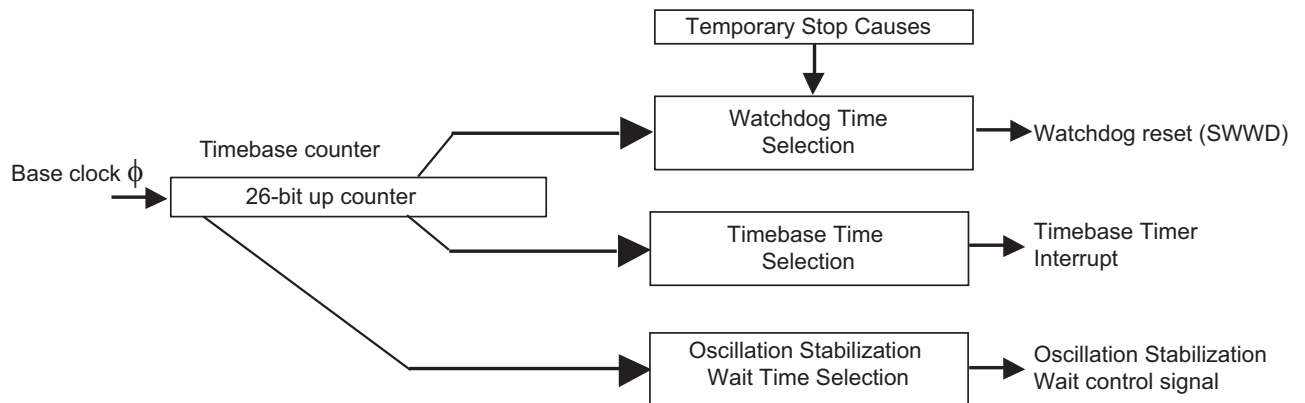 Temporary Stop Causes
Watchdog Time
Selection
Watchdog reset (SWWD)
Timebase counter
Base clock ϕ
26-bit up counter
Timebase Time
Selection
Timebase Timer
Interrupt
Oscillation Stabilization
Wait Time Selection
Oscillation Stabilization
Wait control signal